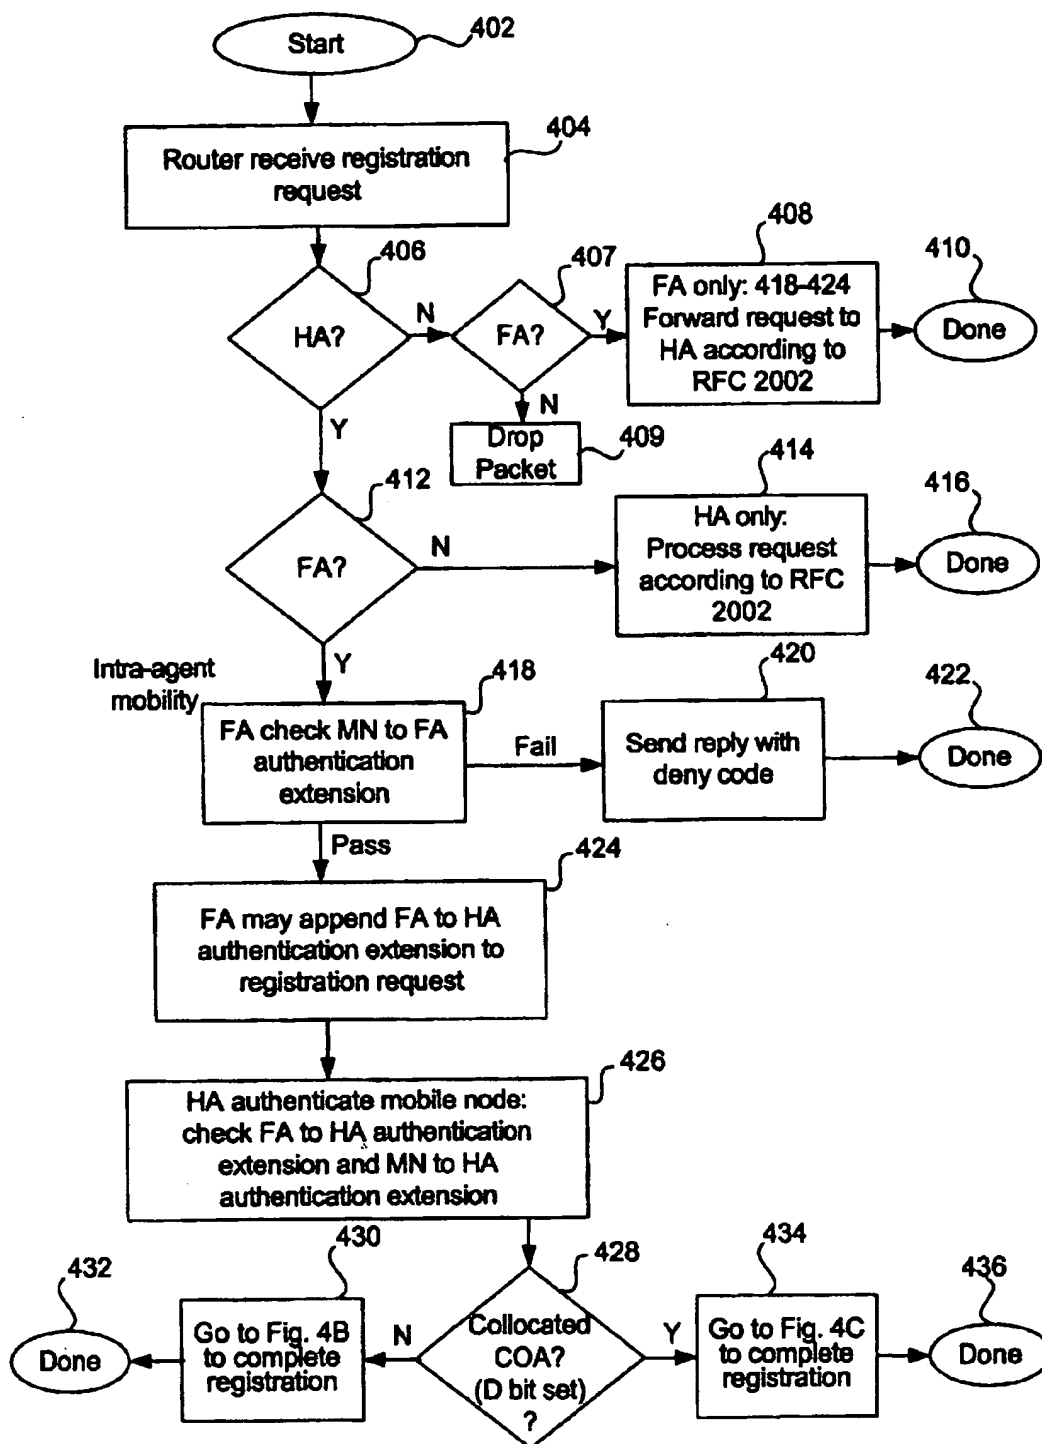 Start
402
Router receive registration
request
404
406
HA?
N
407
FA?
Y
408
FA only: 418-424
Forward request to
HA according to
RFC 2002
410
Done
Y
N
Drop
Packet
409
412
FA?
N
414
HA only:
Process request
according to RFC
2002
416
Done
Y
Intra-agent
mobility
418
FA check MN to FA
authentication
extension
Fail
420
Send reply with
deny code
422
Done
Pass
424
FA may append FA to HA
authentication extension to
registration request
426
HA authenticate mobile node:
check FA to HA authentication
extension and MN to HA
authentication extension
428
Collocated
COA?
(D bit set)
?
N
430
Go to Fig. 4B
to complete
registration
432
Done
Y
434
Go to Fig. 4C
to complete
registration
436
Done